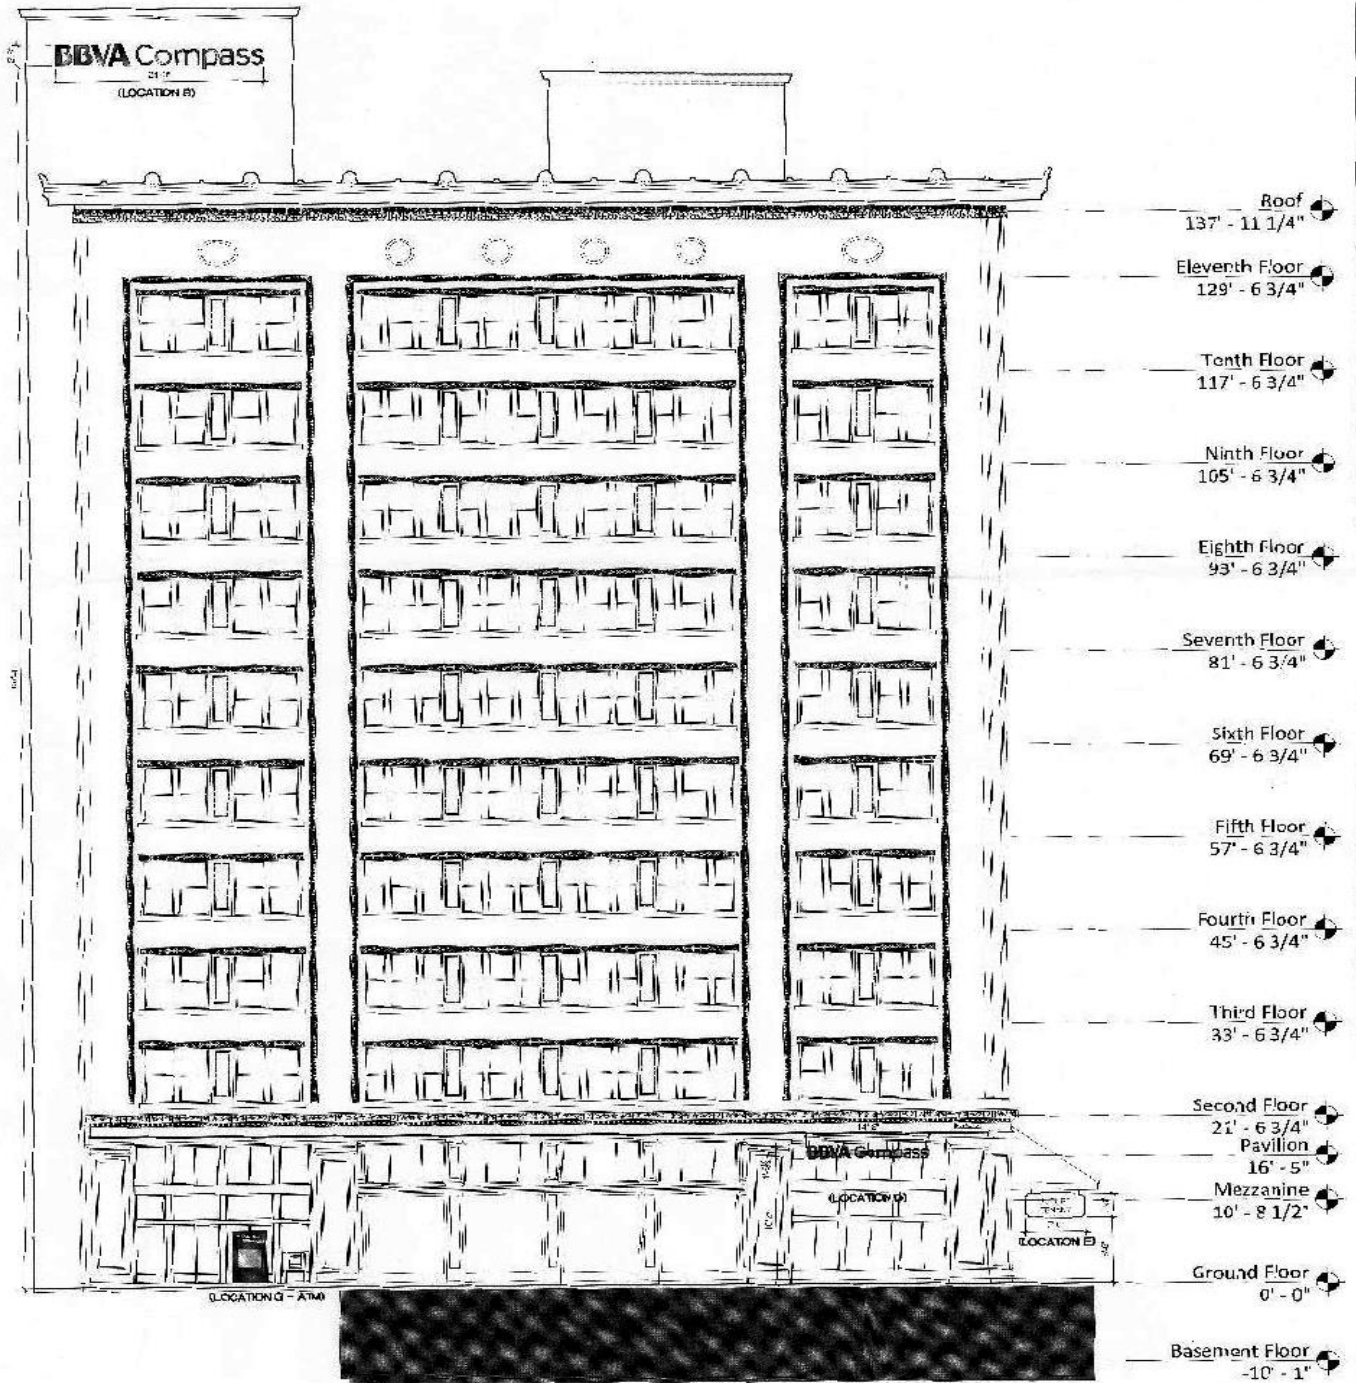 BBVA Compass
(LOCATION B)
Roof
137' - 11 1/4"
Eleventh Floor
129' - 6 3/4"
Tenth Floor
117' - 6 3/4"
Ninth Floor
105' - 6 3/4"
Eighth Floor
93' - 6 3/4"
Seventh Floor
81' - 6 3/4"
Sixth Floor
69' - 6 3/4"
Fifth Floor
57' - 6 3/4"
Fourth Floor
45' - 6 3/4"
Third Floor
33' - 6 3/4"
Second Floor
21' - 6 3/4"
Pavilion
16' - 5"
BBVA Compass
Mezzanine
10' - 8 1/2"
TENANT
(LOCATION E)
Ground Floor
0' - 0"
(LOCATION G - ATM)
Basement Floor
-10' - 1"